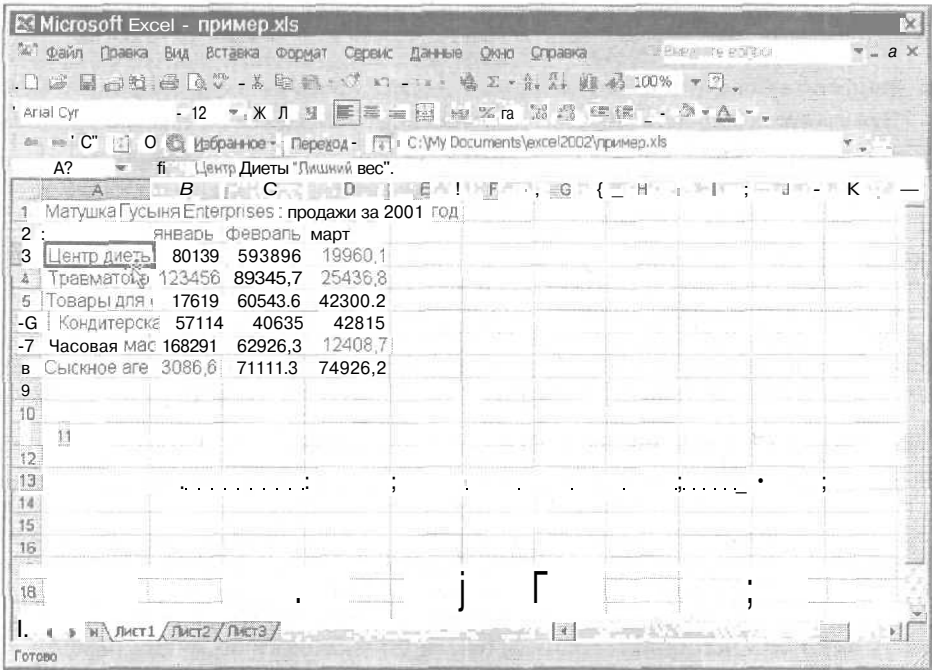 Microsoft Excel - пример.xls
Файл Правка Вид Вставка Формат Сервис Данные Окно Справка а ×
100%
Arial Cyr - 12 Ж Л га
' С" О Избранное Переход - C:\My Documents\excel2002\пример.xls
А? fi Центр Диеты "Лишний вес".
A B C D E ! F G { _ H I ; J - K —
1 Матушка Гусыня Enterprises : продажи за 2001 год
2 : январь февраль март
3 Центр диеты 80139 593896 19960,1
4 Травматоло 123456 89345,7 25436,8
5 Товары для 17619 60543.6 42300.2
-G Кондитерска 57114 40635 42815
-7 Часовая мас 168291 62926,3 12408,7
в Сыскное аге 3086,6 71111.3 74926,2
9
10
11
12
13
14
15
16
18 . j Г ;
I. Лист1 Лист2 Лист3
Готово